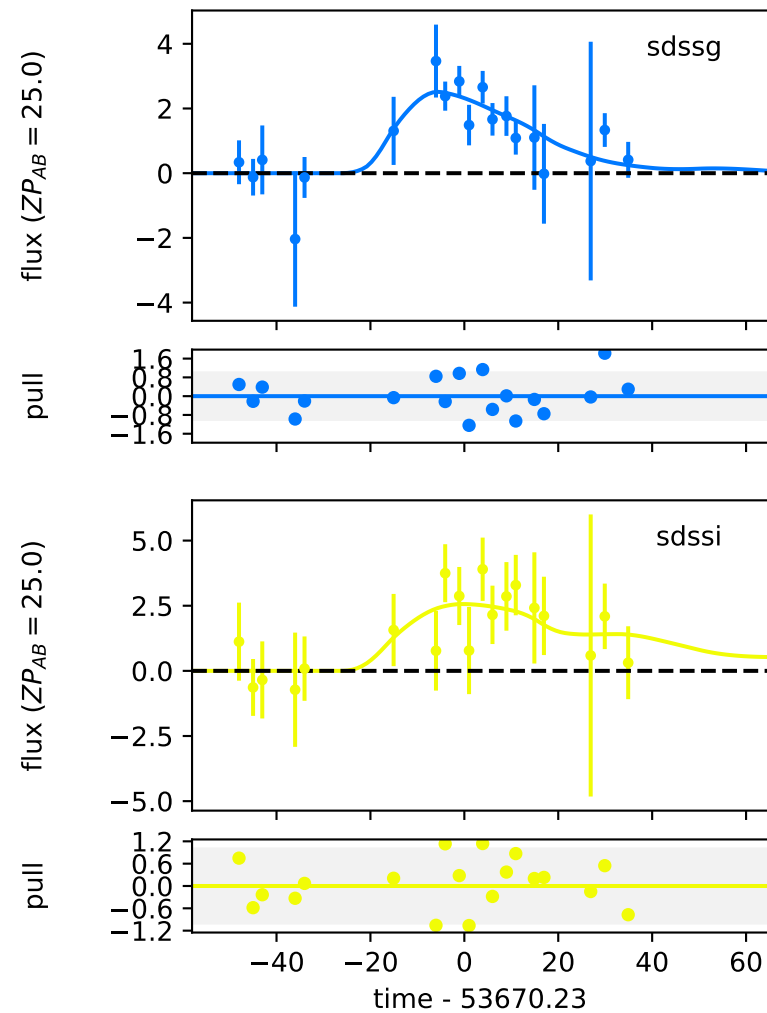 sdssg
flux (ZP_AB = 25.0)
4
2
0
−2
−4
pull
1.6
0.8
0.0
−0.8
−1.6
sdssi
flux (ZP_AB = 25.0)
5.0
2.5
0.0
−2.5
−5.0
pull
1.2
0.6
0.0
−0.6
−1.2
−40 −20 0 20 40 60
time - 53670.23